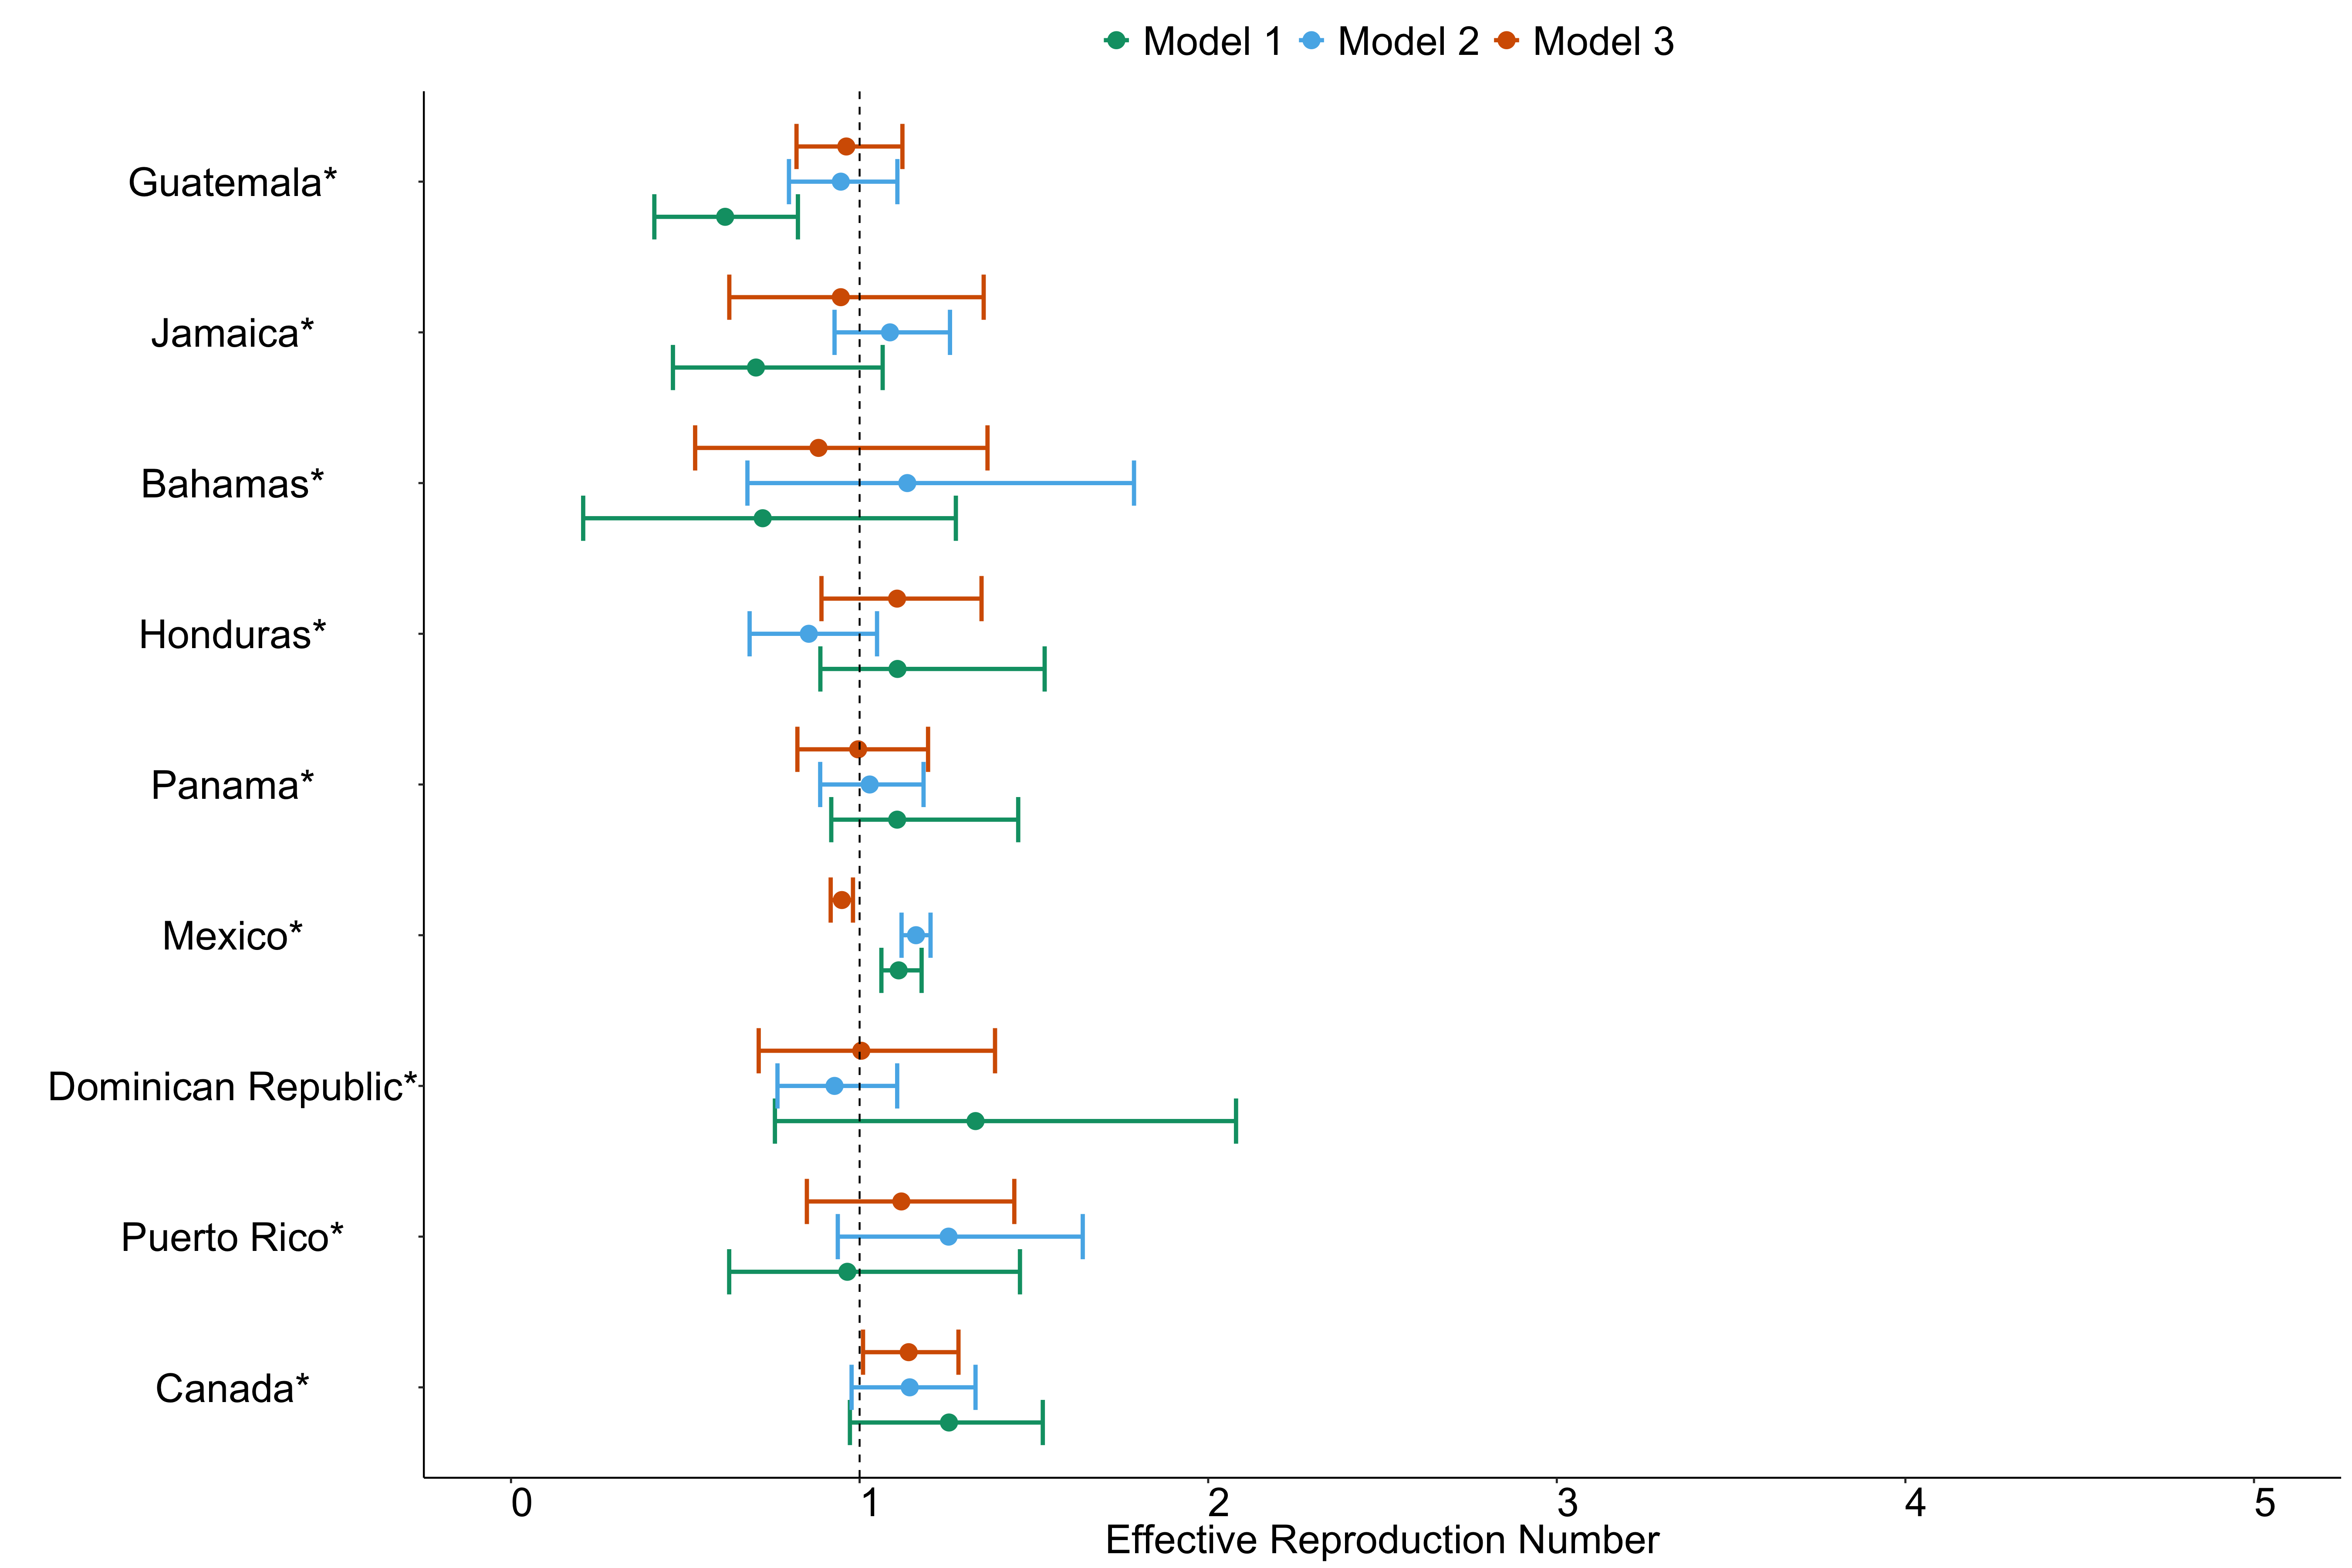 Model 1 Model 2 Model 3
Guatemala*
Jamaica*
Bahamas*
Honduras*
Panama*
Mexico*
Dominican Republic*
Puerto Rico*
Canada*
0 1 2 3 4 5
Effective Reproduction Number